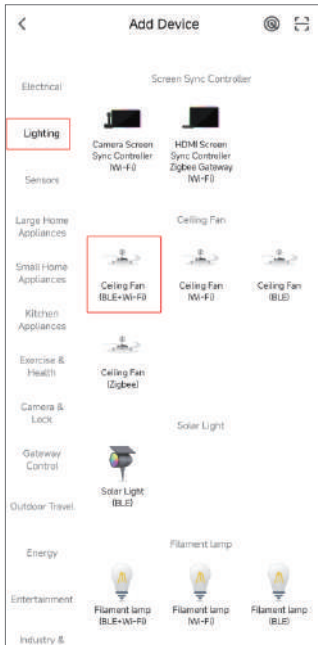 Add Device
Electrical
Lighting
Sensors
Large Home
Appliances
Small Home
Appliances
Kitchen
Appliances
Exercise &
Health
Camera &
Lock
Gateway
Control
Outdoor Travel
Energy
Entertainment
Industry &
Screen Sync Controller
Camera Screen
Sync Controller
(Wi-Fi)
HDMI Screen
Sync Controller
Zigbee Gateway
(Wi-Fi)
Ceiling Fan
Ceiling Fan
(BLE+Wi-Fi)
Ceiling Fan
(Wi-Fi)
Ceiling Fan
(BLE)
Ceiling Fan
(Zigbee)
Solar Light
Solar Light
(BLE)
Filament lamp
Filament lamp
(BLE+Wi-Fi)
Filament lamp
(Wi-Fi)
Filament lamp
(BLE)